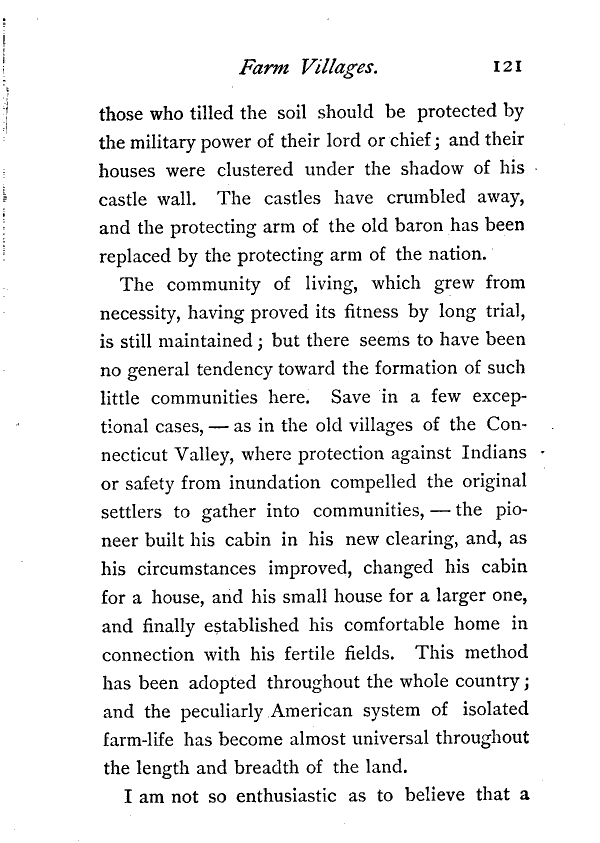 Farm Villages. 121
those who tilled the soil should be protected by
the military power of their lord or chief; and their
houses were clustered under the shadow of his
castle wall. The castles have crumbled away,
and the protecting arm of the old baron has been
replaced by the protecting arm of the nation.
The community of living, which grew from
necessity, having proved its fitness by long trial,
is still maintained; but there seems to have been
no general tendency toward the formation of such
little communities here. Save in a few excep-
tional cases, — as in the old villages of the Con-
necticut Valley, where protection against Indians
or safety from inundation compelled the original
settlers to gather into communities, — the pio-
neer built his cabin in his new clearing, and, as
his circumstances improved, changed his cabin
for a house, and his small house for a larger one,
and finally established his comfortable home in
connection with his fertile fields. This method
has been adopted throughout the whole country;
and the peculiarly American system of isolated
farm-life has become almost universal throughout
the length and breadth of the land.
I am not so enthusiastic as to believe that a